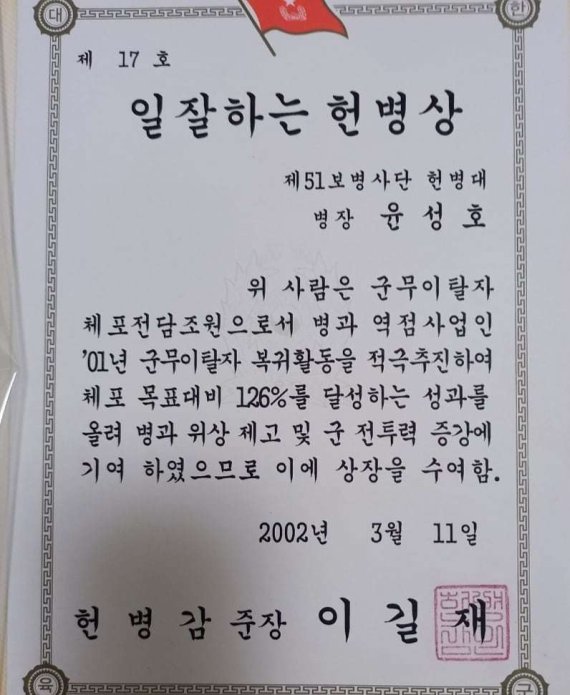 대 한
제 17 호
일 잘하는 헌병상
제51보병사단 헌병대
병장 윤 성 호
위 사람은 군무이탈자
체포전담조원으로서 병과 역점사업인
'01년 군무이탈자 복귀활동을 적극추진하여
체포 목표대비 126%를 달성하는 성과를
올려 병과 위상 제고 및 군 전투력 증강에
기여 하였으므로 이에 상장을 수여함.
2002년 3월 11일
헌 병 감 준장 이 길 재
육 군